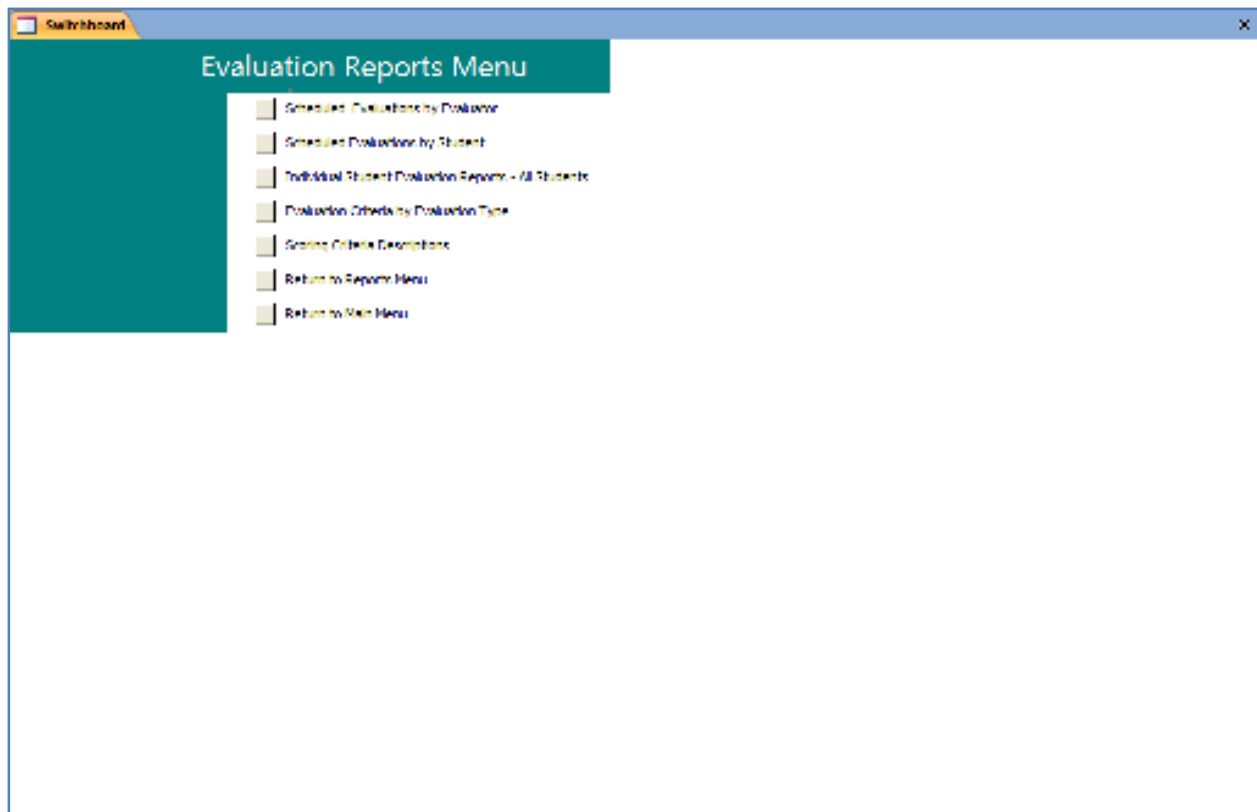 Switchboard
Evaluation Reports Menu
Scheduled Evaluations by Evaluator
Scheduled Evaluations by Student
Individual Student Evaluation Reports - All Students
Evaluation Criteria by Evaluation Type
Scoring Criteria Descriptions
Return to Reports Menu
Return to Main Menu